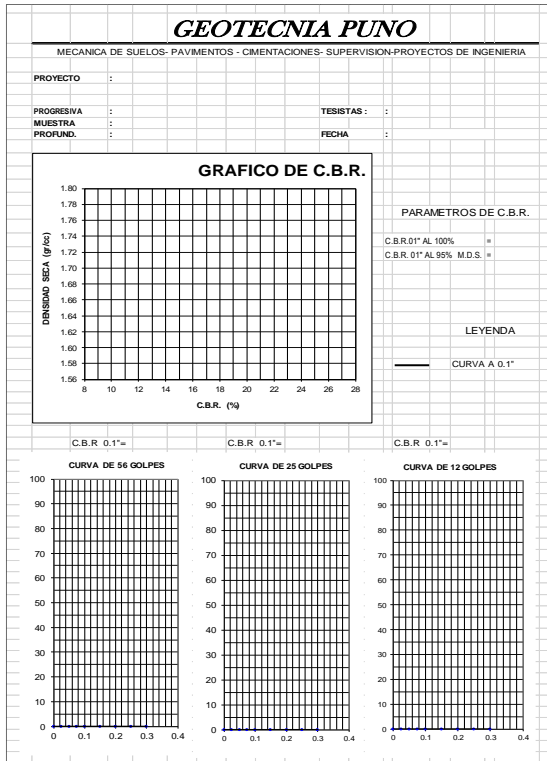 GEOTECNIA PUNO
MECANICA DE SUELOS- PAVIMENTOS - CIMENTACIONES- SUPERVISION-PROYECTOS DE INGENIERIA
PROYECTO :
PROGRESIVA : TESISTAS : :
MUESTRA :
PROFUND. : FECHA :
GRAFICO DE C.B.R.
DENSIDAD SECA (gr/cc)
1.80
1.78
1.76
1.74
1.72
1.70
1.68
1.66
1.64
1.62
1.60
1.58
1.56
8 10 12 14 16 18 20 22 24 26 28
C.B.R. (%)
PARAMETROS DE C.B.R.
C.B.R.01" AL 100% =
C.B.R. 01" AL 95% M.D.S. =
LEYENDA
CURVA A 0.1"
C.B.R 0.1"= C.B.R 0.1"= C.B.R 0.1"=
CURVA DE 56 GOLPES
100
90
80
70
60
50
40
30
20
10
0
0 0.1 0.2 0.3 0.4
CURVA DE 25 GOLPES
100
90
80
70
60
50
40
30
20
10
0
0 0.1 0.2 0.3 0.4
CURVA DE 12 GOLPES
100
90
80
70
60
50
40
30
20
10
0
0 0.1 0.2 0.3 0.4